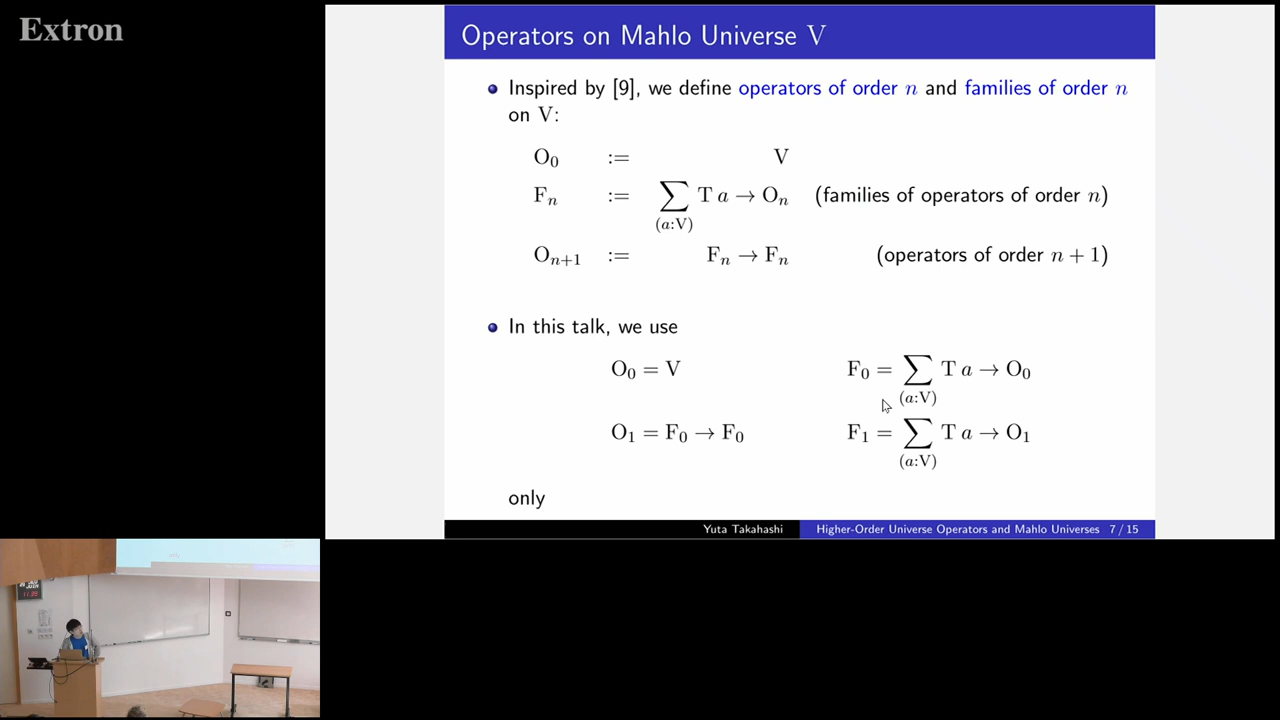 Extron
Operators on Mahlo Universe V
Inspired by [9], we define operators of order n and families of order n
on V:
O₀ := V
Fₙ := ∑(a:V) T a → Oₙ (families of operators of order n)
Oₙ₊₁ := Fₙ → Fₙ (operators of order n + 1)
In this talk, we use
O₀ = V F₀ = ∑(a:V) T a → O₀
O₁ = F₀ → F₀ F₁ = ∑(a:V) T a → O₁
only
Yuta Takahashi Higher-Order Universe Operators and Mahlo Universes 7 / 15